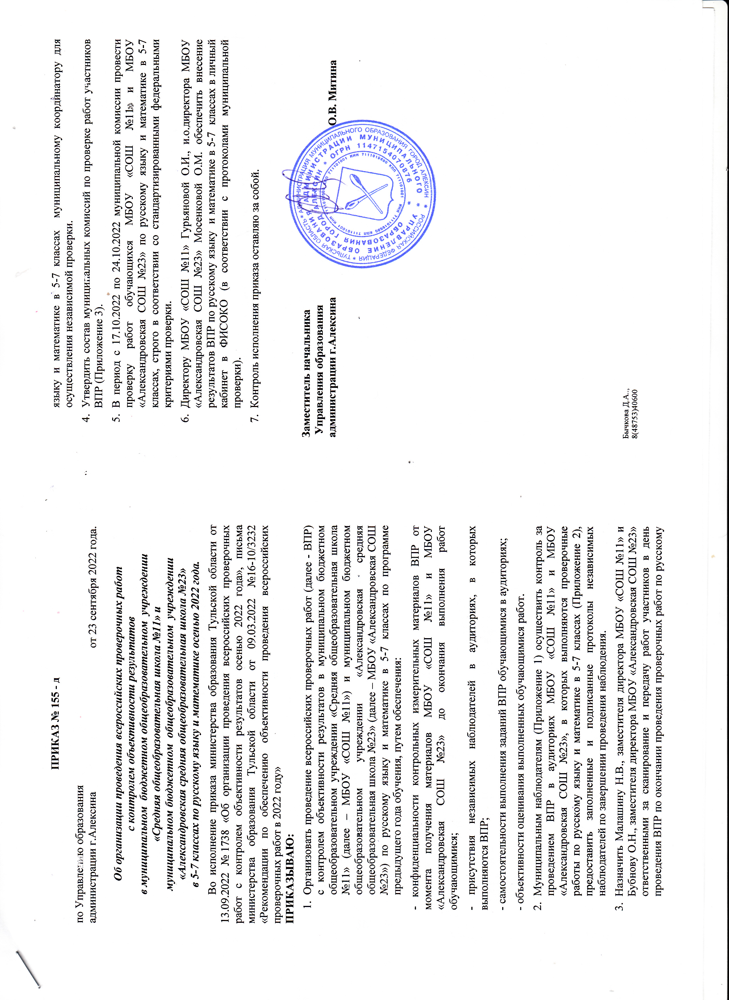 ПРИКАЗ № 155 - д
по Управлению образования
администрации г.Алексина
от 23 сентября 2022 года.
Об организации проведения всероссийских проверочных работ
с контролем объективности результатов
в муниципальном бюджетном общеобразовательном учреждении
«Средняя общеобразовательная школа №11» и
муниципальном бюджетном общеобразовательном учреждении
«Александровская средняя общеобразовательная школа №23»
в 5-7 классах по русскому языку и математике осенью 2022 года.
Во исполнение приказа министерства образования Тульской области от
13.09.2022 № 1738 «Об организации проведения всероссийских проверочных
работ с контролем объективности результатов осенью 2022 года», письма
министерства образования Тульской области от 09.03.2022 №16-10/3232
«Рекомендации по обеспечению объективности проведения всероссийских
проверочных работ в 2022 году»
ПРИКАЗЫВАЮ:
1. Организовать проведение всероссийских проверочных работ (далее - ВПР)
с контролем объективности результатов в муниципальном бюджетном
общеобразовательном учреждении «Средняя общеобразовательная школа
№11» (далее – МБОУ «СОШ №11») и муниципальном бюджетном
общеобразовательном учреждении «Александровская средняя
общеобразовательная школа №23» (далее – МБОУ «Александровская СОШ
№23») по русскому языку и математике в 5-7 классах по программе
предыдущего года обучения, путем обеспечения:
- конфиденциальности контрольных измерительных материалов ВПР от
момента получения материалов МБОУ «СОШ №11» и МБОУ
«Александровская СОШ №23» до окончания выполнения работ
обучающимися;
- присутствия независимых наблюдателей в аудиториях, в которых
выполняются ВПР;
- самостоятельности выполнения заданий ВПР обучающимися в аудиториях;
- объективности оценивания выполненных обучающимися работ.
2. Муниципальным наблюдателям (Приложение 1) осуществить контроль за
проведением ВПР в аудиториях МБОУ «СОШ №11» и МБОУ
«Александровская СОШ №23», в которых выполняются проверочные
работы по русскому языку и математике в 5-7 классах (Приложение 2),
предоставить заполненные и подписанные протоколы независимых
наблюдателей по завершении проведения наблюдения.
3. Назначить Малашину Н.В., заместителя директора МБОУ «СОШ №11» и
Бубнову О.Н., заместителя директора МБОУ «Александровская СОШ №23»
ответственными за сканирование и передачу работ участников в день
проведения ВПР по окончании проведения проверочных работ по русскому
языку и математике в 5-7 классах муниципальному координатору для
осуществления независимой проверки.
4. Утвердить состав муниципальных комиссий по проверке работ участников
ВПР (Приложение 3).
5. В период с 17.10.2022 по 24.10.2022 муниципальной комиссии провести
проверку работ обучающихся МБОУ «СОШ №11» и МБОУ
«Александровская СОШ №23» по русскому языку и математике в 5-7
классах, строго в соответствии со стандартизированными федеральными
критериями проверки.
6. Директору МБОУ «СОШ №11» Гурьяновой О.И., и.о.директора МБОУ
«Александровская СОШ №23» Мосенковой О.М. обеспечить внесение
результатов ВПР по русскому языку и математике в 5-7 классах в личный
кабинет в ФИСОКО (в соответствии с протоколами муниципальной
проверки).
7. Контроль исполнения приказа оставляю за собой.
Заместитель начальника
Управления образования
администрации г.Алексина
О.В. Митина
РОССИЙСКАЯ ФЕДЕРАЦИЯ * ТУЛЬСКАЯ ОБЛАСТЬ * АДМИНИСТРАЦИЯ МУНИЦИПАЛЬНОГО ОБРАЗОВАНИЯ ГОРОД АЛЕКСИН *
УПРАВЛЕНИЕ ОБРАЗОВАНИЯ АДМИНИСТРАЦИИ МУНИЦИПАЛЬНОГО *
ОБРАЗОВАНИЯ ГОРОД АЛЕКСИН * ОГРН 1147154070876 *
ИНН 7111019680 КПП 711101001 ИНН 7111019680 КПП 711101001 ИНН 7111019680 КПП 711101001
Бычкова Д.А..,
8(48753)40600